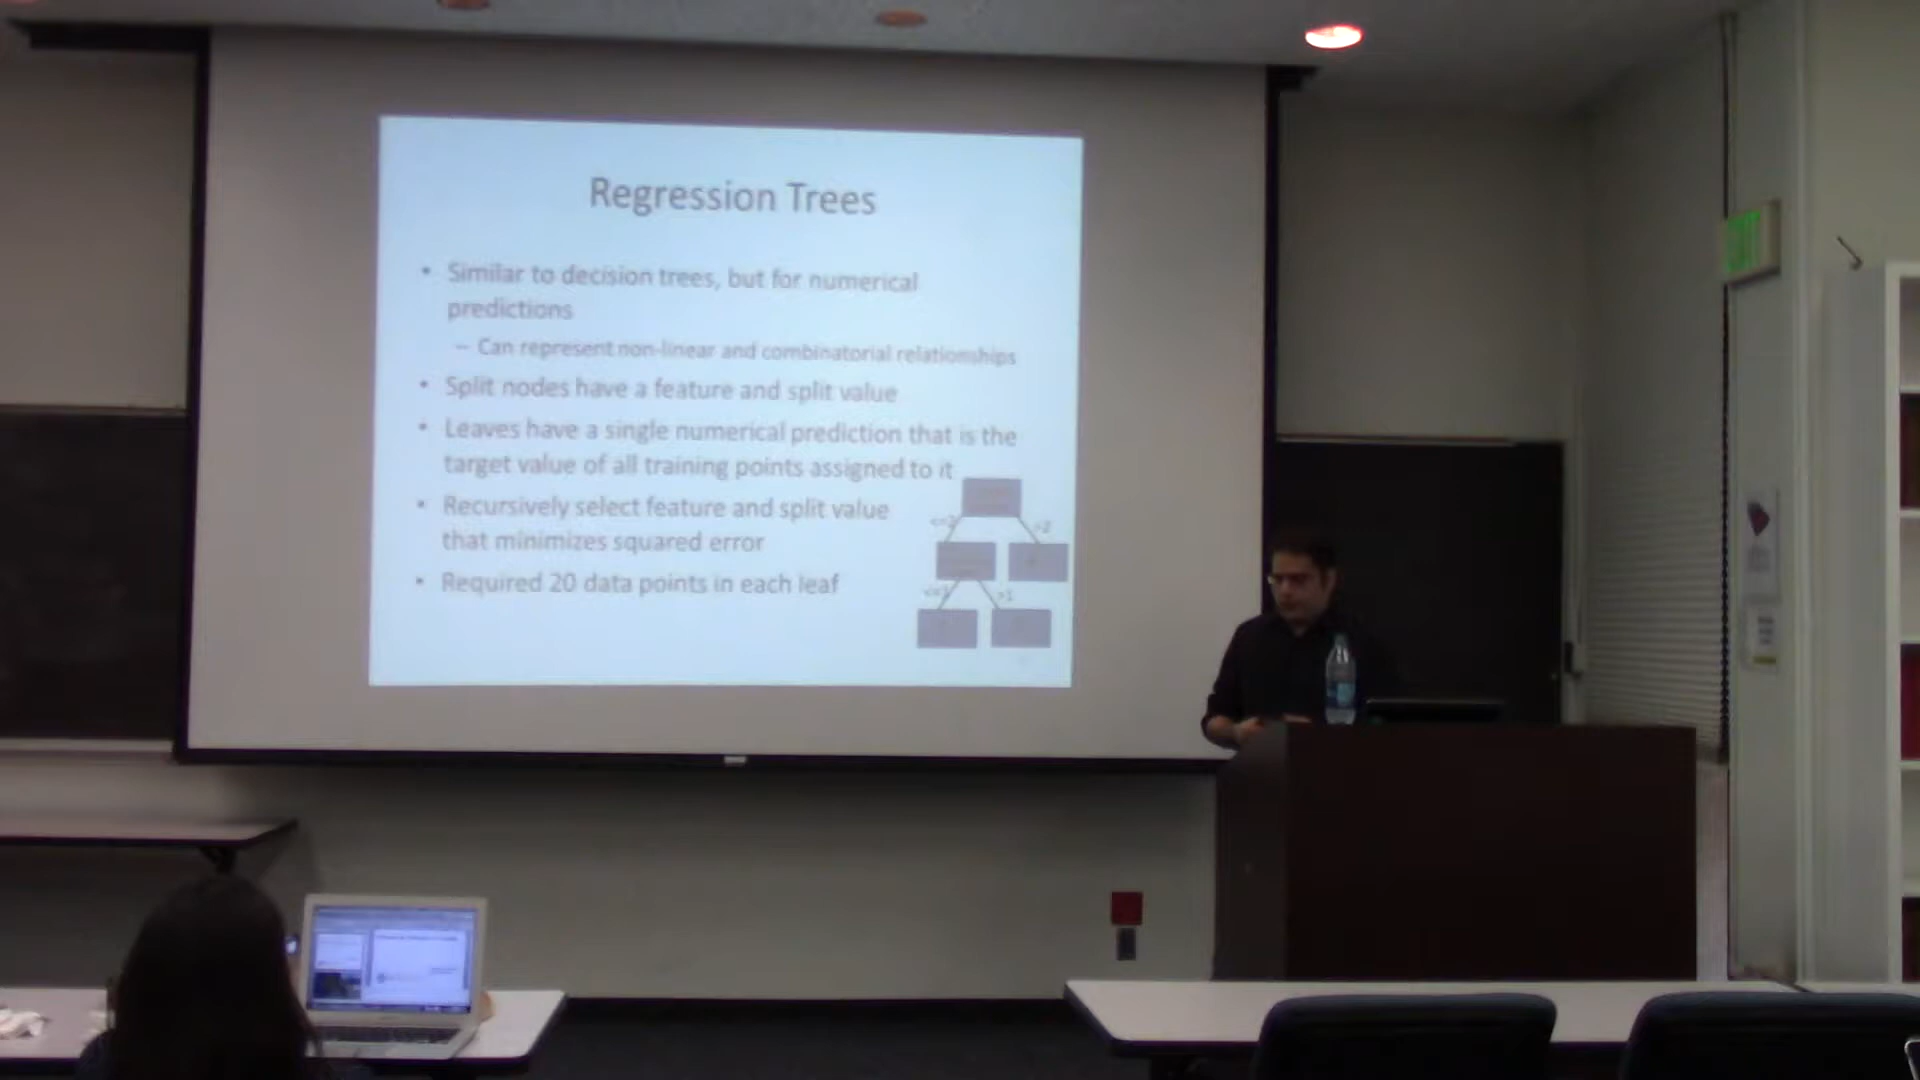 Regression Trees
• Similar to decision trees, but for numerical
predictions
– Can represent non-linear and combinatorial relationships
• Split nodes have a feature and split value
• Leaves have a single numerical prediction that is the
target value of all training points assigned to it
• Recursively select feature and split value
that minimizes squared error
• Required 20 data points in each leaf
<=2 >2
>1